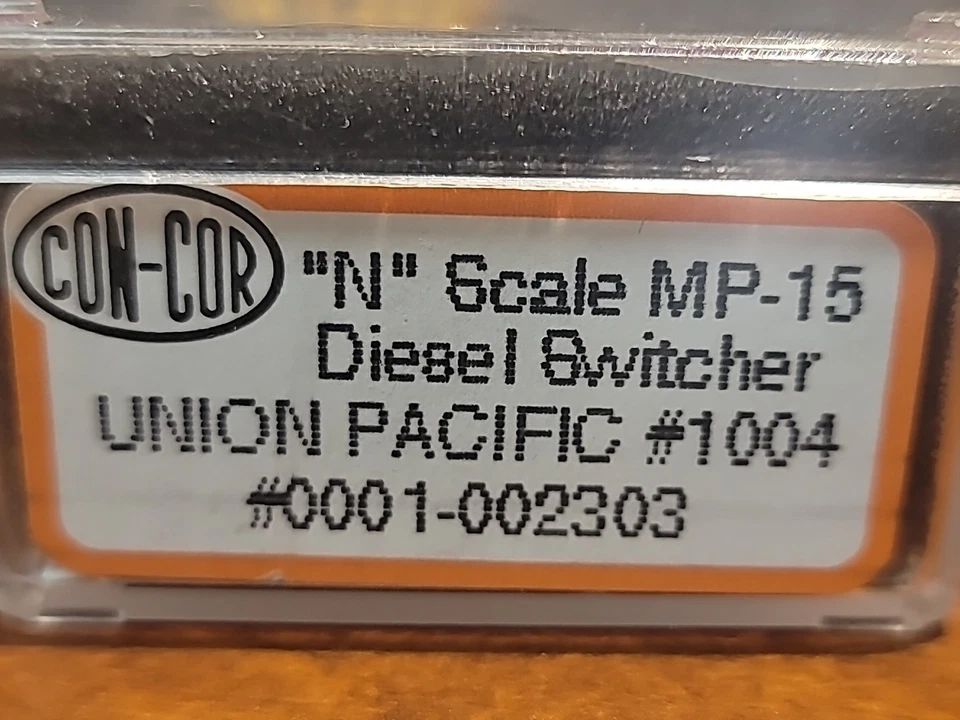 CON-COR
"N" Scale MP-15
Diesel Switcher
UNION PACIFIC #1004
#0001-002303